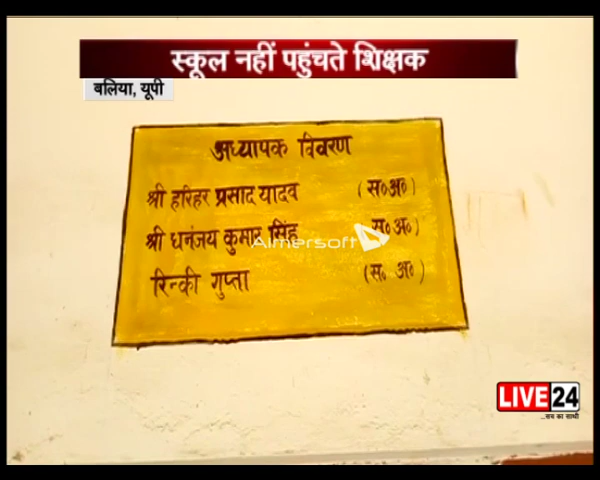 स्कूल नहीं पहुंचते शिक्षक
बलिया, यूपी
अध्यापक विवरण
श्री हरिहर प्रसाद यादव (स०अ०)
श्री धनंजय कुमार सिंह स०अ०)
Aimersoft
रिन्की गुप्ता (स० अ०)
LIVE24
..सच का साथी